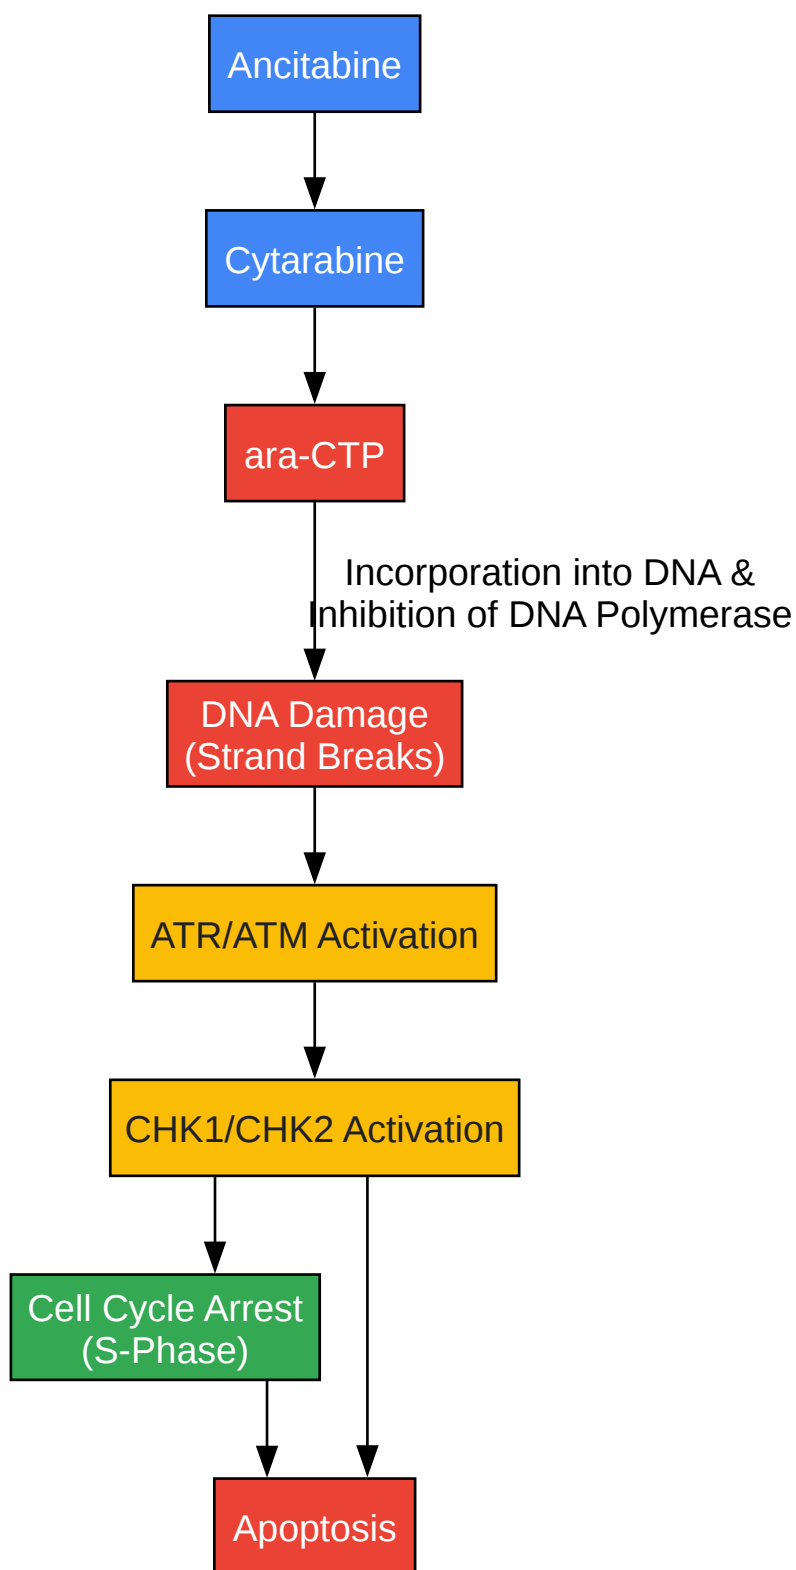 Ancitabine
Cytarabine
ara-CTP
Incorporation into DNA &
Inhibition of DNA Polymerase
DNA Damage
(Strand Breaks)
ATR/ATM Activation
CHK1/CHK2 Activation
Cell Cycle Arrest
(S-Phase)
Apoptosis